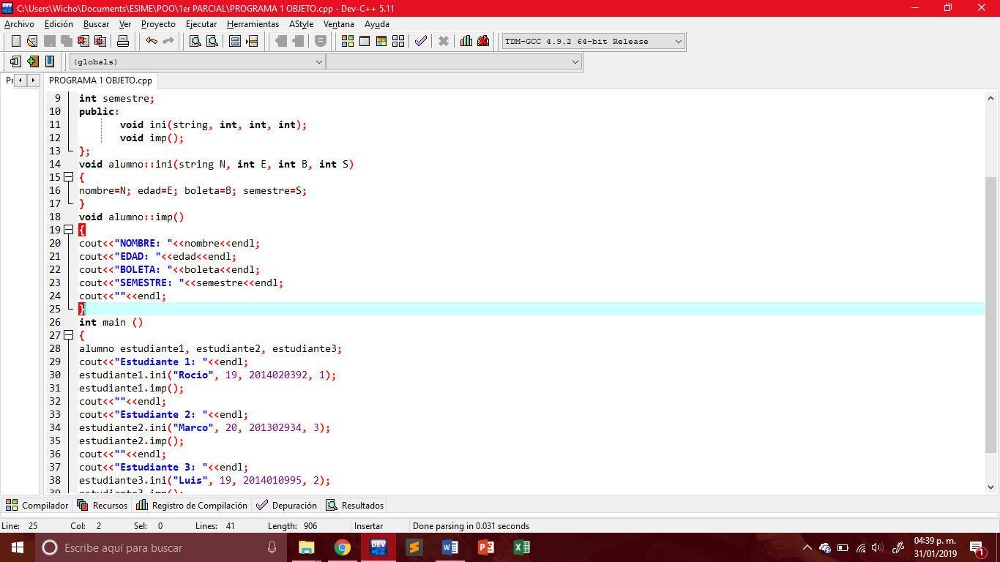 C:\Users\Wicho\Documents\ESIME\POO\1er PARCIAL\PROGRAMA 1 OBJETO.cpp - Dev-C++ 5.11
Archivo Edición Buscar Ver Proyecto Ejecutar Herramientas AStyle Ventana Ayuda
TDM-GCC 4.9.2 64-bit Release
(globals)
PROGRAMA 1 OBJETO.cpp
9 int semestre;
10 public:
11 void ini(string, int, int, int);
12 void imp();
13 };
14 void alumno::ini(string N, int E, int B, int S)
15 {
16 nombre=N; edad=E; boleta=B; semestre=S;
17 }
18 void alumno::imp()
19 {
20 cout<<"NOMBRE: "<<nombre<<endl;
21 cout<<"EDAD: "<<edad<<endl;
22 cout<<"BOLETA: "<<boleta<<endl;
23 cout<<"SEMESTRE: "<<semestre<<endl;
24 cout<<""<<endl;
25 }
26 int main ()
27 {
28 alumno estudiante1, estudiante2, estudiante3;
29 cout<<"Estudiante 1: "<<endl;
30 estudiante1.ini("Rocio", 19, 2014020392, 1);
31 estudiante1.imp();
32 cout<<""<<endl;
33 cout<<"Estudiante 2: "<<endl;
34 estudiante2.ini("Marco", 20, 201302934, 3);
35 estudiante2.imp();
36 cout<<""<<endl;
37 cout<<"Estudiante 3: "<<endl;
38 estudiante3.ini("Luis", 19, 2014010995, 2);
39 estudiante3.imp();
Compilador Recursos Registro de Compilación Depuración Resultados
Line: 25 Col: 2 Sel: 0 Lines: 41 Length: 906 Insertar Done parsing in 0.031 seconds
Escribe aquí para buscar
04:39 p. m.
31/01/2019
1